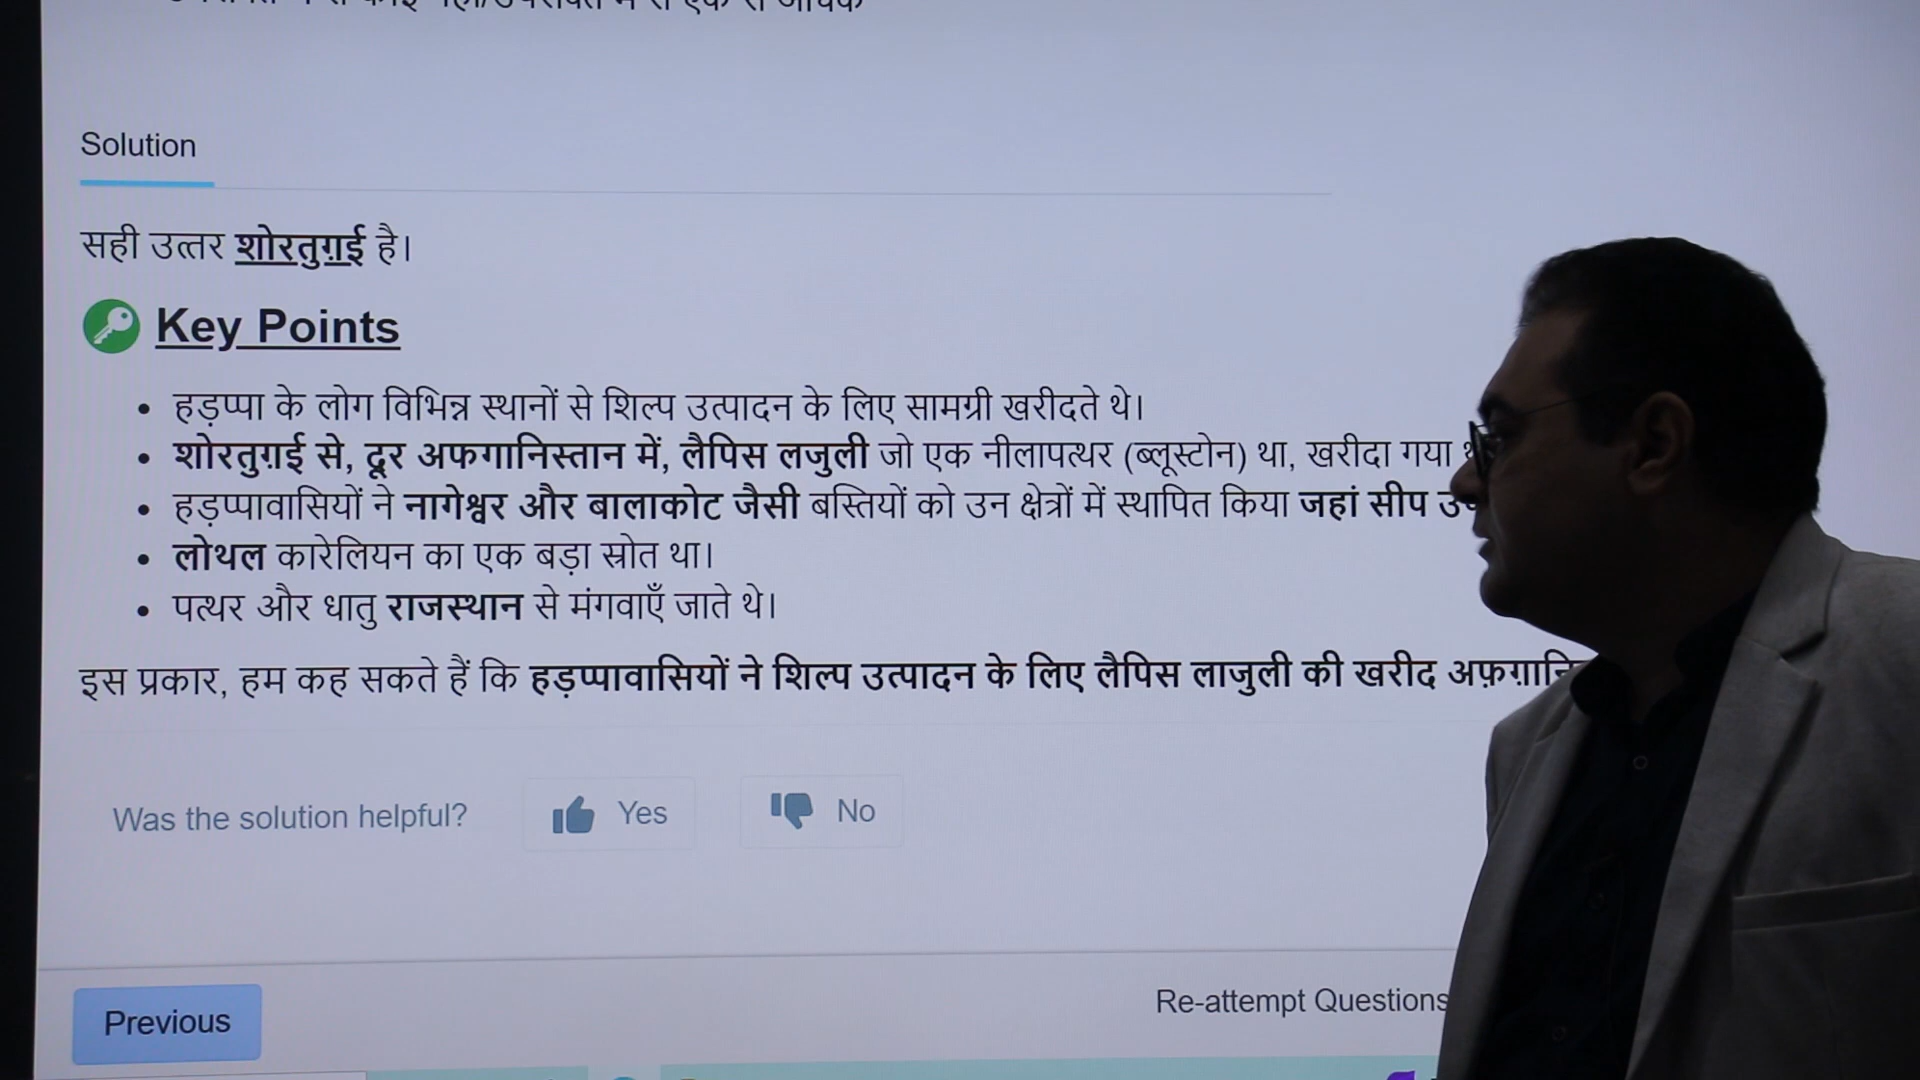 Solution
सही उत्तर शोरतुग़ई है।
Key Points
• हड़प्पा के लोग विभिन्न स्थानों से शिल्प उत्पादन के लिए सामग्री खरीदते थे।
• शोरतुग़ई से, दूर अफगानिस्तान में, लैपिस लजुली जो एक नीलापत्थर (ब्लूस्टोन) था, खरीदा गया
• हड़प्पावासियों ने नागेश्वर और बालाकोट जैसी बस्तियों को उन क्षेत्रों में स्थापित किया जहां सीप
• लोथल कारेलियन का एक बड़ा स्रोत था।
• पत्थर और धातु राजस्थान से मंगवाएँ जाते थे।
इस प्रकार, हम कह सकते हैं कि हड़प्पावासियों ने शिल्प उत्पादन के लिए लैपिस लाजुली की खरीद
Was the solution helpful? Yes No
Re-attempt Questions
Previous